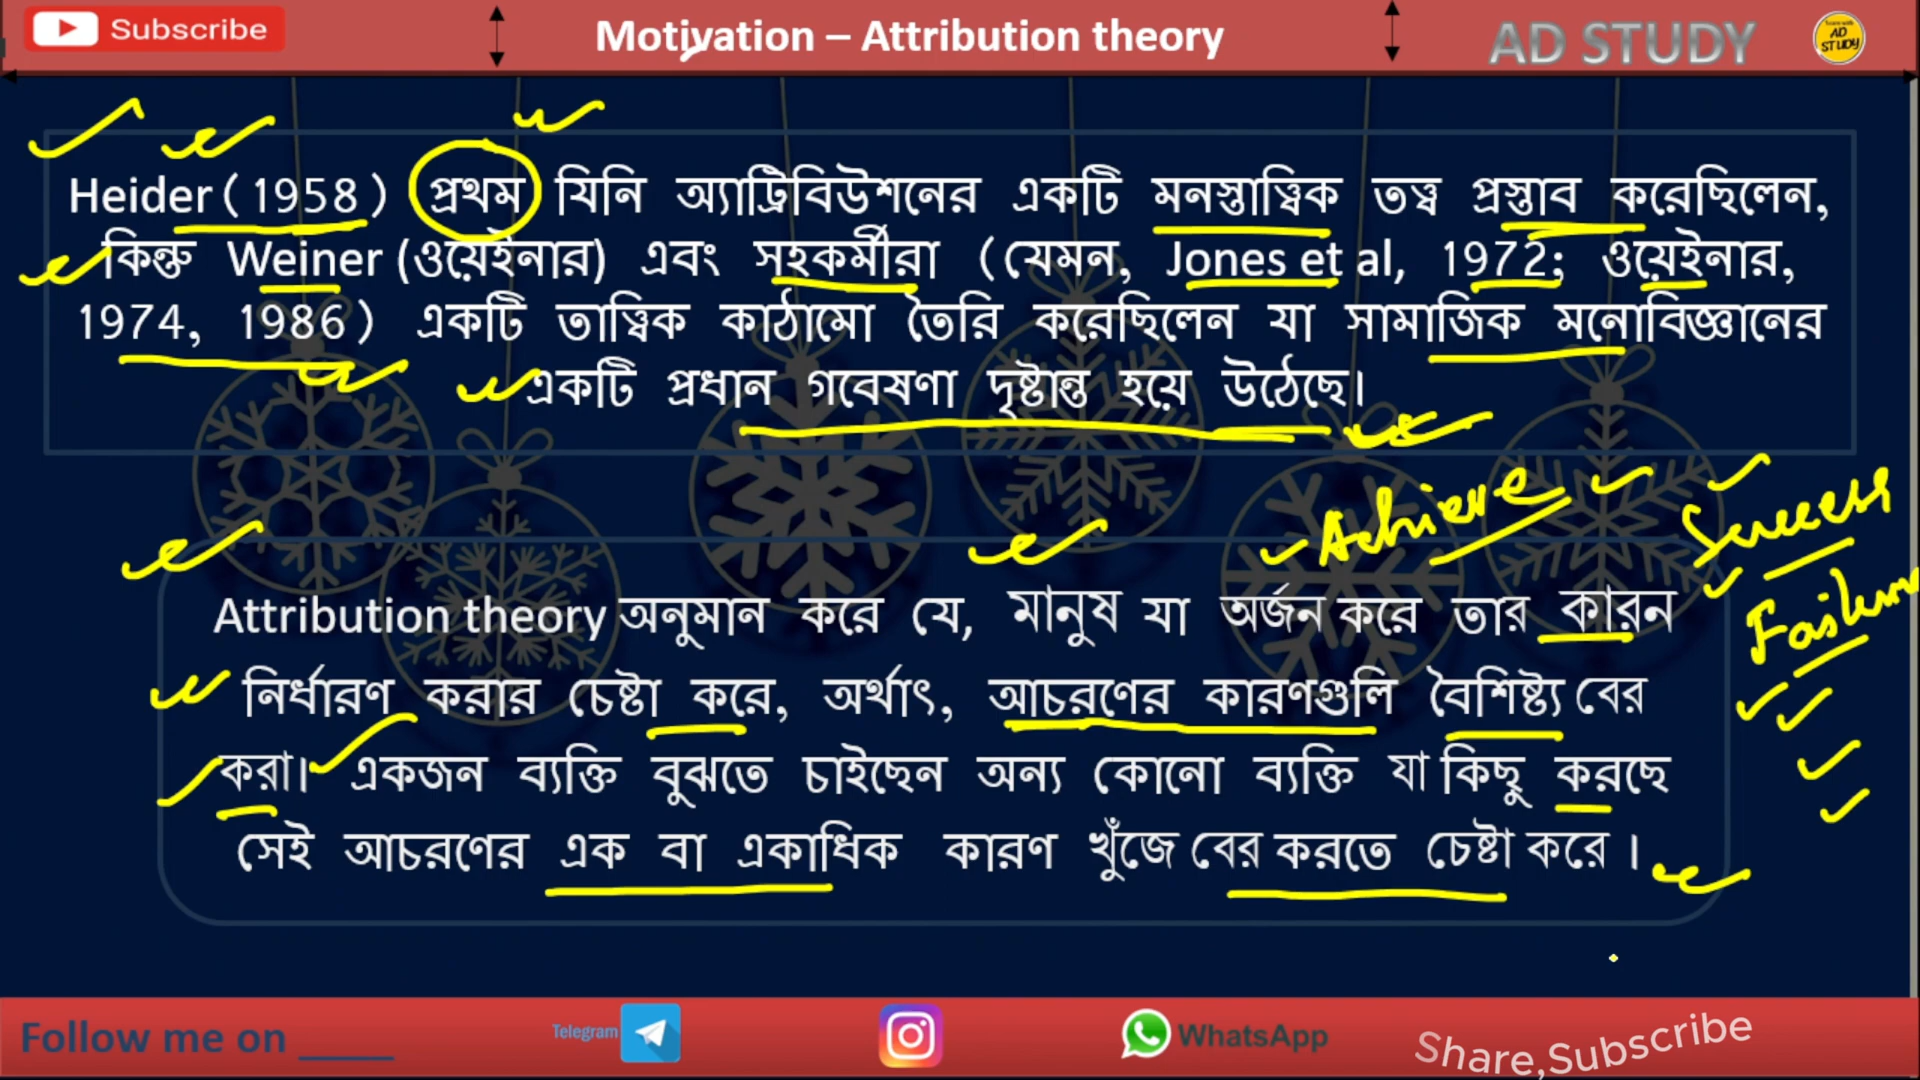 Subscribe
Motivation – Attribution theory
AD STUDY
AD STUDY
Heider ( 1958 ) প্রথম যিনি অ্যাট্রিবিউশনের একটি মনস্তাত্ত্বিক তত্ত্ব প্রস্তাব করেছিলেন,
কিন্তু Weiner (ওয়েইনার) এবং সহকর্মীরা (যেমন, Jones et al, 1972; ওয়েইনার,
1974, 1986) একটি তাত্ত্বিক কাঠামো তৈরি করেছিলেন যা সামাজিক মনোবিজ্ঞানের
একটি প্রধান গবেষণা দৃষ্টান্ত হয়ে উঠেছে।
Achieve
Success
Attribution theory অনুমান করে যে, মানুষ যা অর্জন করে তার কারন
নির্ধারণ করার চেষ্টা করে, অর্থাৎ, আচরণের কারণগুলি বৈশিষ্ট্য বের
করা। একজন ব্যক্তি বুঝতে চাইছেন অন্য কোনো ব্যক্তি যা কিছু করছে
সেই আচরণের এক বা একাধিক কারণ খুঁজে বের করতে চেষ্টা করে ।
Follow me on _____
Telegram
WhatsApp
Share,Subscribe